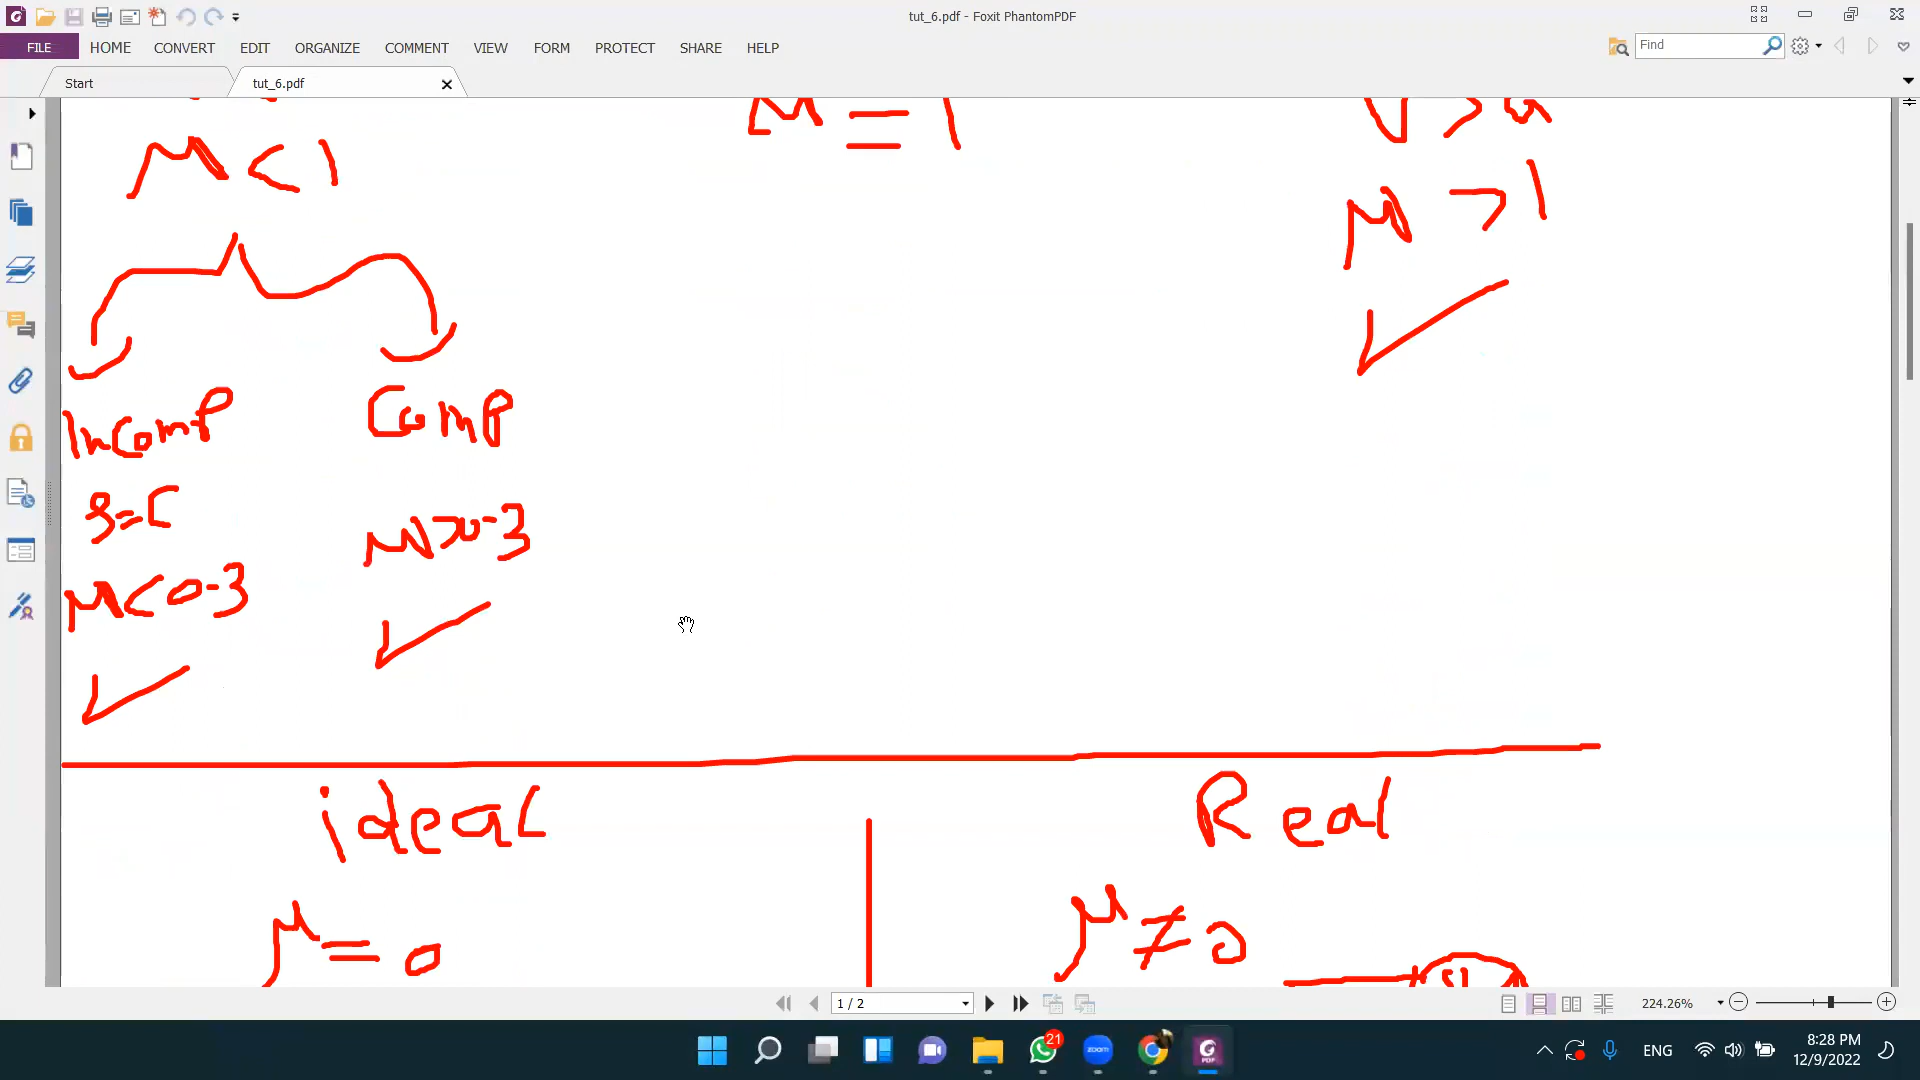 tut_6.pdf - Foxit PhantomPDF
FILE HOME CONVERT EDIT ORGANIZE COMMENT VIEW FORM PROTECT SHARE HELP
Find
Start
tut_6.pdf
M = 1
V > a
M < 1
M > 1
InComp
Comp
ρ = C
M > 0.3
M < 0.3
ideal
Real
μ = 0
μ ≠ 0
1 / 2
224.26%
21
zoom
PDF
ENG
8:28 PM
12/9/2022